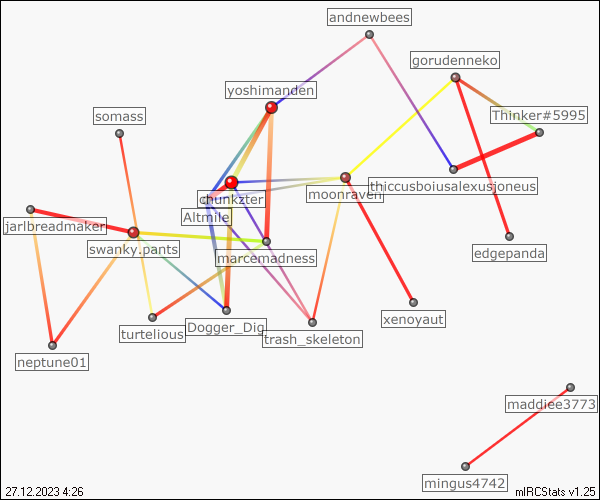 andnewbees
gorudenneko
yoshimanden
somass
Thinker#5995
thiccusboiusalexusjoneus
chunkzter
moonraven
Altmile
jarlbreadmaker
swanky.pants
marcemadness
edgepanda
xenoyaut
turtelious
Dogger_Dig
trash_skeleton
neptune01
maddiee3773
mingus4742
27.12.2023 4:26
mIRCStats v1.25